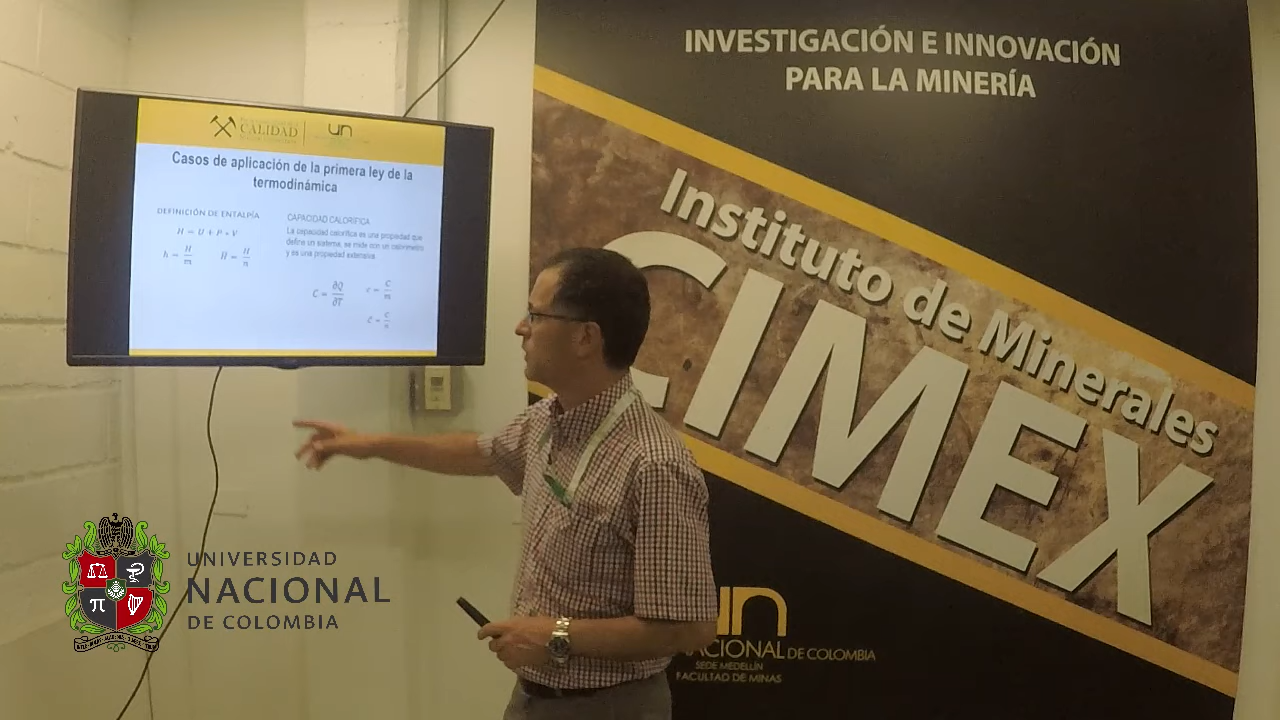 INVESTIGACIÓN E INNOVACIÓN
PARA LA MINERÍA
CALIDAD
un
Casos de aplicación de la primera ley de la
termodinámica
DEFINICIÓN DE ENTALPÍA
H = U + P * V
h = H/m
H = H/n
CAPACIDAD CALORÍFICA
La capacidad calorífica es una propiedad que
define un sistema, se mide con un calorímetro
y es una propiedad extensiva.
C = ∂Q/∂T
c = C/m
Instituto de Minerales
CIMEX
UNIVERSIDAD
NACIONAL
DE COLOMBIA
un
NACIONAL DE COLOMBIA
SEDE MEDELLÍN
FACULTAD DE MINAS